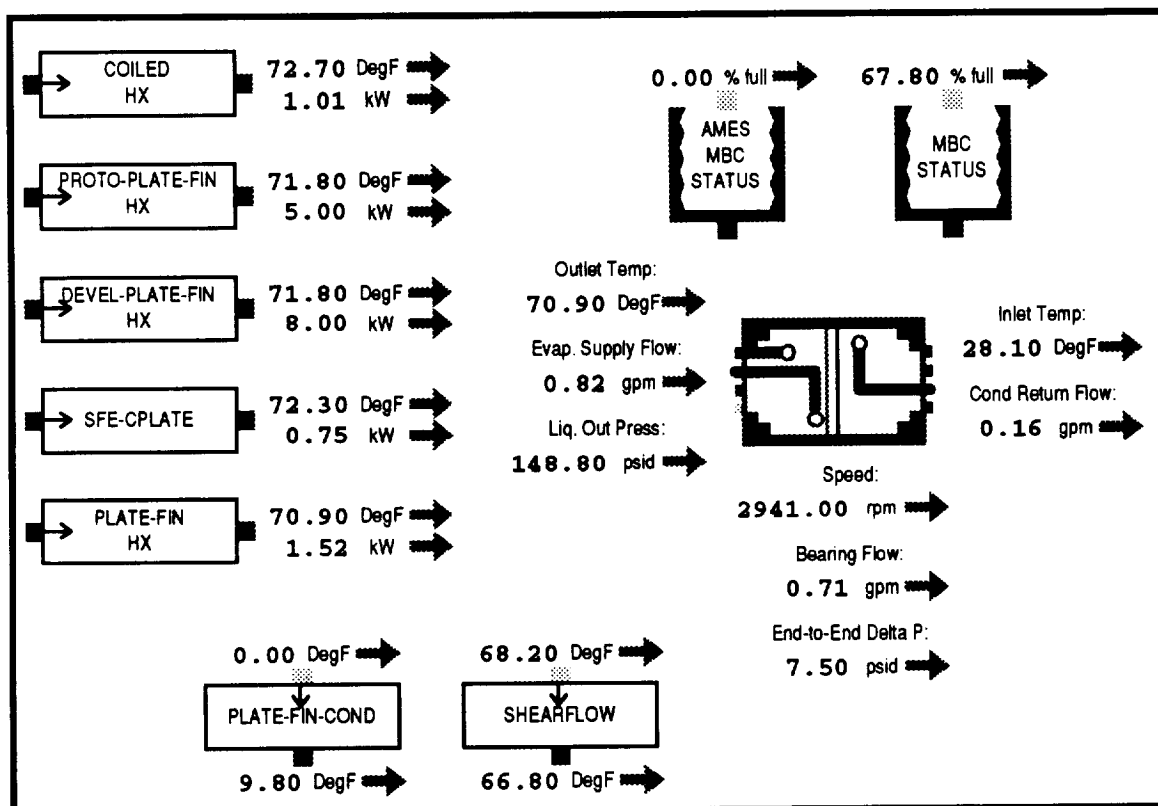 COILED
HX
72.70 DegF
1.01 kW
PROTO-PLATE-FIN
HX
71.80 DegF
5.00 kW
DEVEL-PLATE-FIN
HX
71.80 DegF
8.00 kW
SFE-CPLATE
72.30 DegF
0.75 kW
PLATE-FIN
HX
70.90 DegF
1.52 kW
0.00 % full
AMES
MBC
STATUS
67.80 % full
MBC
STATUS
Outlet Temp:
70.90 DegF
Evap. Supply Flow:
0.82 gpm
Liq. Out Press:
148.80 psid
Inlet Temp:
28.10 DegF
Cond Return Flow:
0.16 gpm
Speed:
2941.00 rpm
Bearing Flow:
0.71 gpm
End-to-End Delta P:
7.50 psid
0.00 DegF
PLATE-FIN-COND
9.80 DegF
68.20 DegF
SHEARFLOW
66.80 DegF